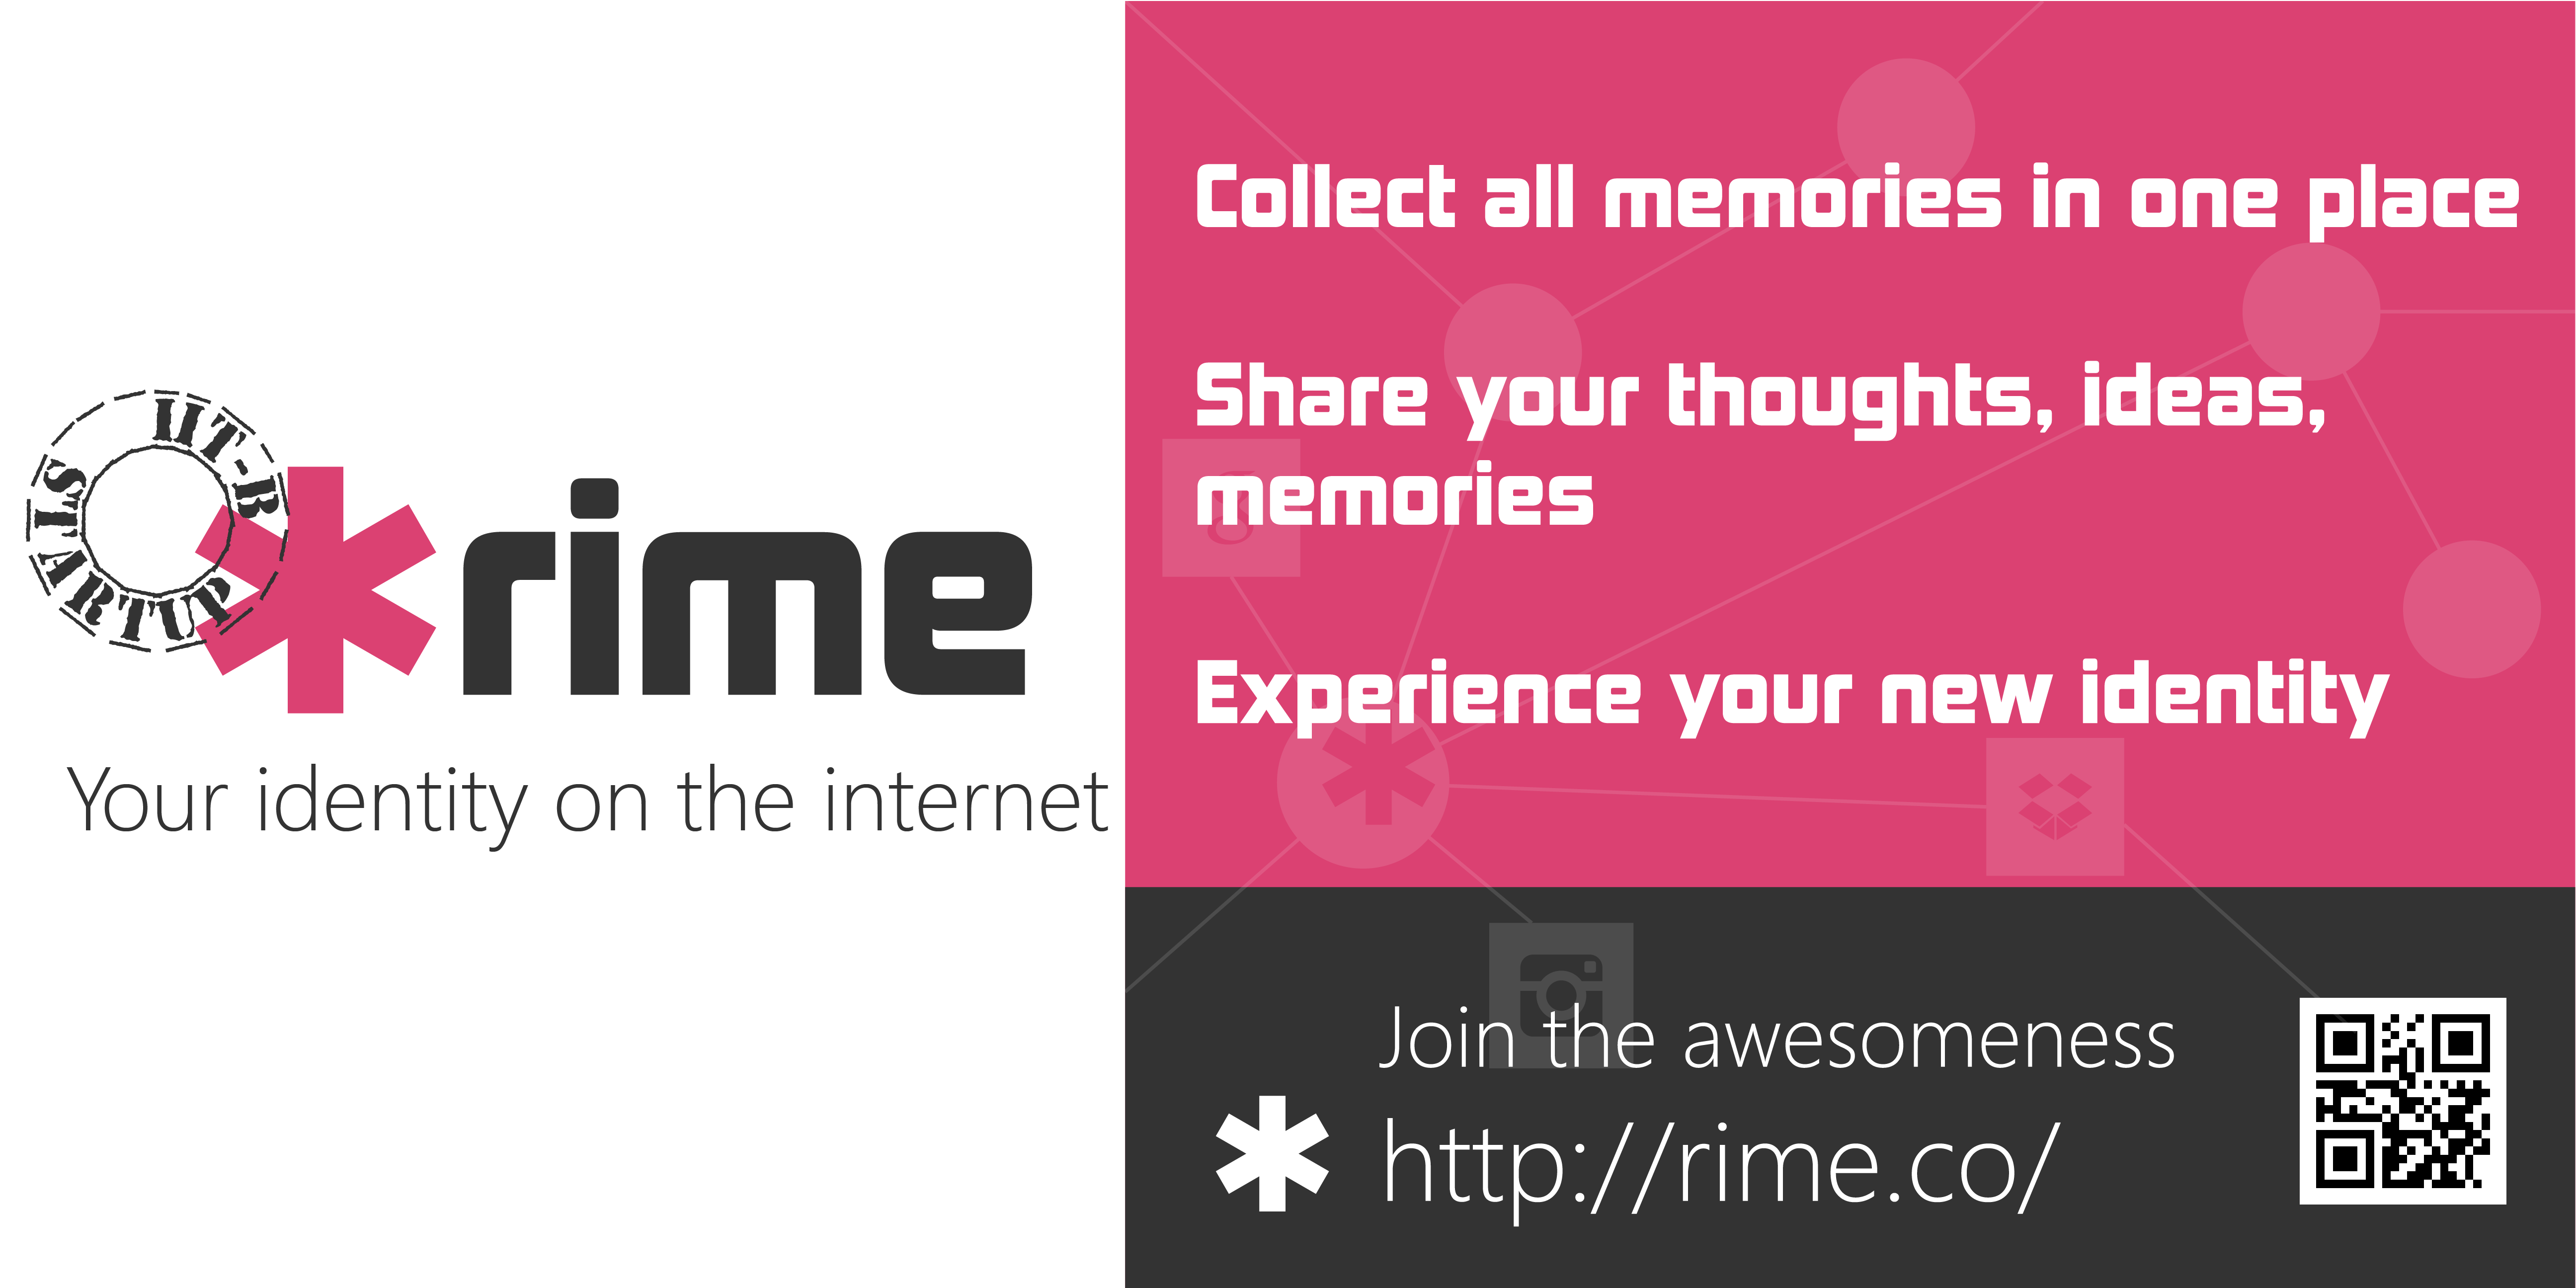 IIT-B
STARTUP
rime
Your identity on the internet
Collect all memories in one place
Share your thoughts, ideas,
memories
Experience your new identity
g
Join the awesomeness
http://rime.co/